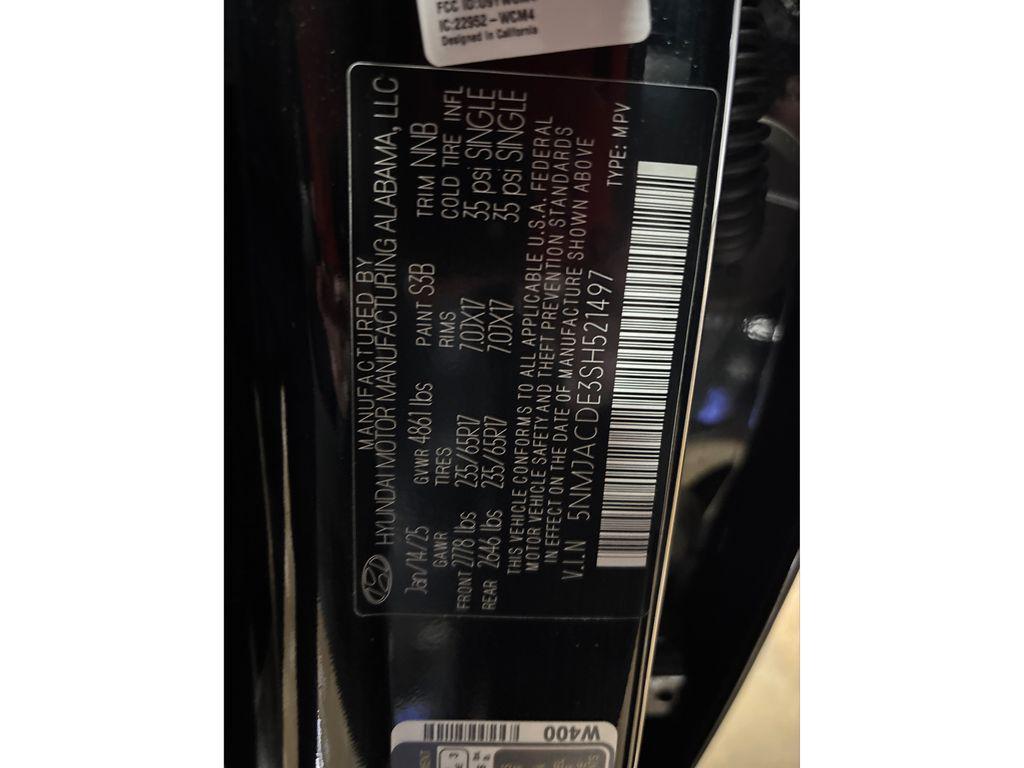 IC:22952-WCM4
Designed in California
MANUFACTURED BY
HYUNDAI MOTOR MANUFACTURING ALABAMA, LLC
Jan/14/25 GVWR 4861 lbs PAINT S3B TRIM NNB
GAWR TIRES RIMS COLD TIRE INFL
FRONT 2778 lbs 235/65R17 7.0JX17 35 psi SINGLE
REAR 2646 lbs 235/65R17 7.0JX17 35 psi SINGLE
THIS VEHICLE CONFORMS TO ALL APPLICABLE U.S.A. FEDERAL
MOTOR VEHICLE SAFETY AND THEFT PREVENTION STANDARDS
IN EFFECT ON THE DATE OF MANUFACTURE SHOWN ABOVE
V.I.N 5NMJACDE3SH521497 TYPE: MPV
W400